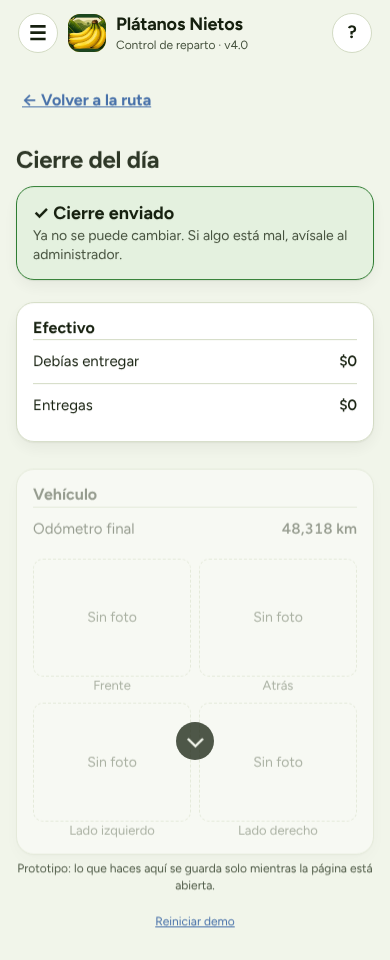 ☰ Plátanos Nietos ?
Control de reparto · v4.0
← Volver a la ruta
Cierre del día
✓ Cierre enviado
Ya no se puede cambiar. Si algo está mal, avísale al
administrador.
Efectivo
Debías entregar $0
Entregas $0
Vehículo
Odómetro final 48,318 km
Sin foto Sin foto
Frente Atrás
Sin foto Sin foto
Lado izquierdo Lado derecho
Prototipo: lo que haces aquí se guarda solo mientras la página está
abierta.
Reiniciar demo